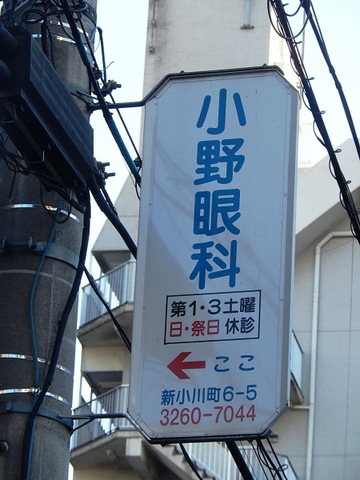 小野眼科
第1・3土曜
日・祭日 休診
← ここ
新小川町6-5
3260-7044